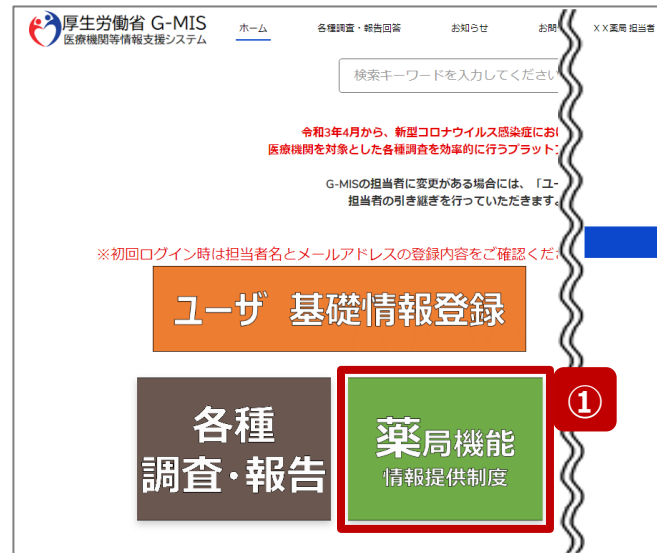 厚生労働省 G-MIS
医療機関等情報支援システム
ホーム
各種調査・報告回答
お知らせ
お問
XX薬局 担当者
検索キーワードを入力してくださ
令和3年4月から、新型コロナウイルス感染症にお
医療機関を対象とした各種調査を効率的に行うプラット
G-MISの担当者に変更がある場合には、「ユー
担当者の引き継ぎを行っていただきます。
※初回ログイン時は担当者名とメールアドレスの登録内容をご確認くだ
ユーザ 基礎情報登録
各種
調査・報告
薬局機能
情報提供制度
①